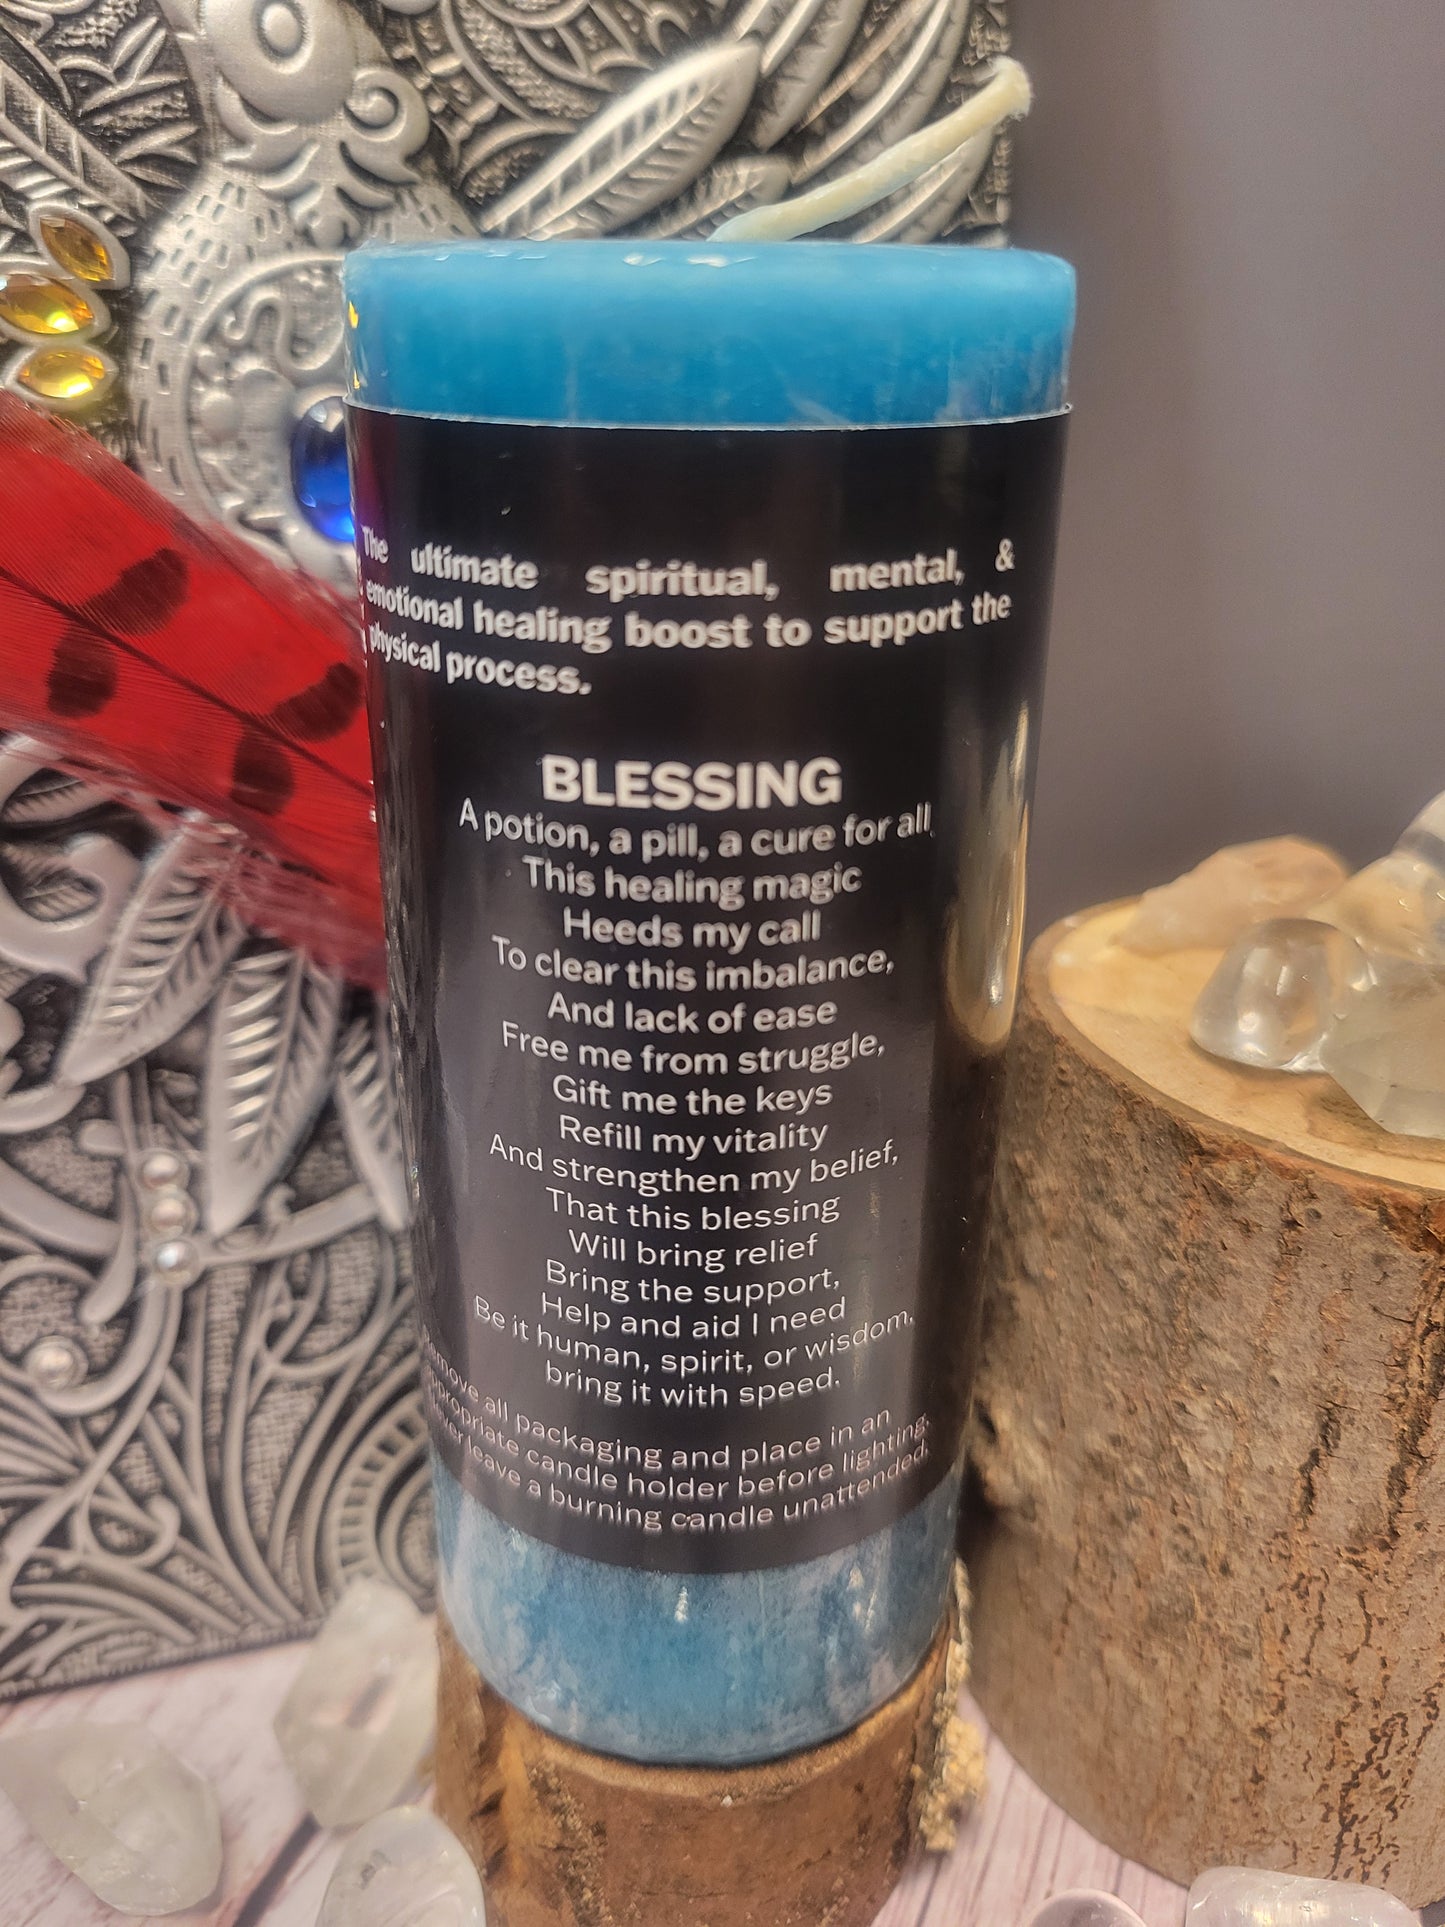 The ultimate spiritual, mental, &
emotional healing boost to support the
physical process.
BLESSING
A potion, a pill, a cure for all,
This healing magic
Heeds my call
To clear this imbalance,
And lack of ease
Free me from struggle,
Gift me the keys
Refill my vitality
And strengthen my belief,
That this blessing
Will bring relief
Bring the support,
Help and aid I need
Be it human, spirit, or wisdom,
bring it with speed.
all packaging and place in an
candle holder before lighting.
leave a burning candle unattended.